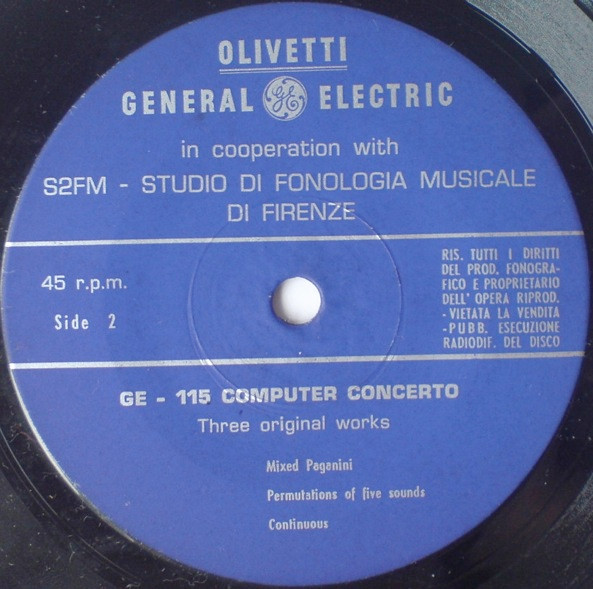 OLIVETTI
GENERAL GE ELECTRIC
in cooperation with
S2FM - STUDIO DI FONOLOGIA MUSICALE
DI FIRENZE
45 r.p.m.
Side 2
RIS. TUTTI I DIRITTI
DEL PROD. FONOGRA-
FICO E PROPRIETARIO
DELL' OPERA RIPROD.
- VIETATA LA VENDITA
- PUBB. ESECUZIONE
RADIODIF. DEL DISCO
GE - 115 COMPUTER CONCERTO
Three original works
Mixed Paganini
Permutations of five sounds
Continuous